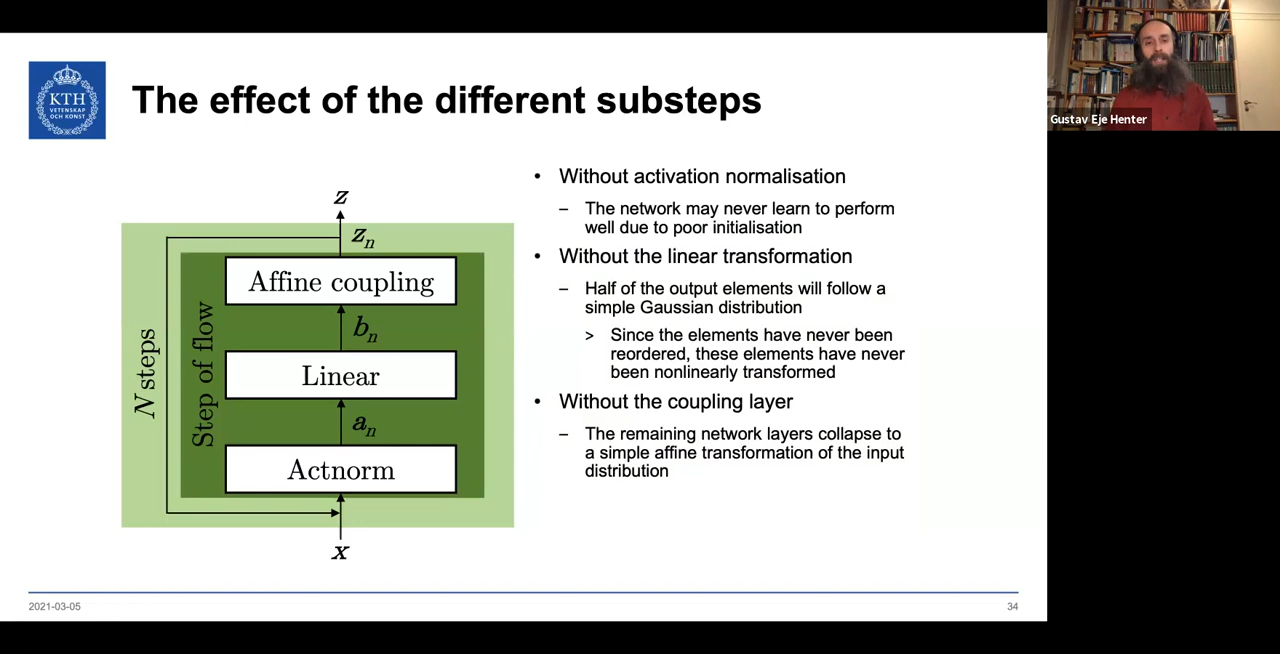 Gustav Eje Henter
KTH
VETENSKAP
OCH KONST
The effect of the different substeps
z
z_n
Affine coupling
b_n
Linear
a_n
Actnorm
x
N steps
Step of flow
• Without activation normalisation
– The network may never learn to perform
well due to poor initialisation
• Without the linear transformation
– Half of the output elements will follow a
simple Gaussian distribution
> Since the elements have never been
reordered, these elements have never
been nonlinearly transformed
• Without the coupling layer
– The remaining network layers collapse to
a simple affine transformation of the input
distribution
2021-03-05
34